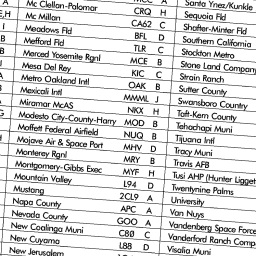 A Santa Ynez/Kunkle
Mc Clellan-Palomar CRQ H Sequoia Fld
Mc Millan CA62 C Shafter-Minter Fld
Meadows Fld BFL D Southern California
Mefford Fld TLR C Stockton Metro
Merced Yosemite Rgnl MCE B Stone Land Company
Mesa Del Rey KIC C Strain Ranch
Metro Oakland Intl OAK B Sutter County
Mexicali Intl MMML J Swansboro Country
Miramar MCAS NKX H Taft-Kern County
Modesto City-County-Harry MOD B Tehachapi Muni
Moffett Federal Airfield NUQ B Tijuana Intl
Mojave Air & Space Port MHV D Tracy Muni
Monterey Rgnl MRY B Travis AFB
Montgomery-Gibbs Exec MYF H Tusi AHP (HunterLigget
Mountain Valley L94 D Twentynine Palms
Mustang 2CL9 A University
Napa County APC A Van Nuys
Nevada County GOO A Vandenberg Space Force
New Coalinga Muni C80 C Vanderford Ranch Comp
New Cuyama L88 D Visalia Muni
New Jerusalem